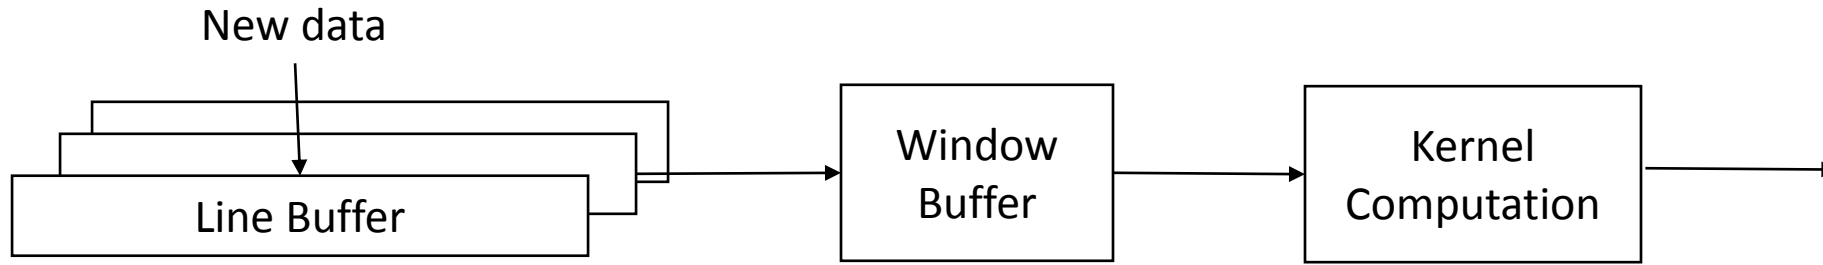 New data
Line Buffer
Window
Buffer
Kernel
Computation